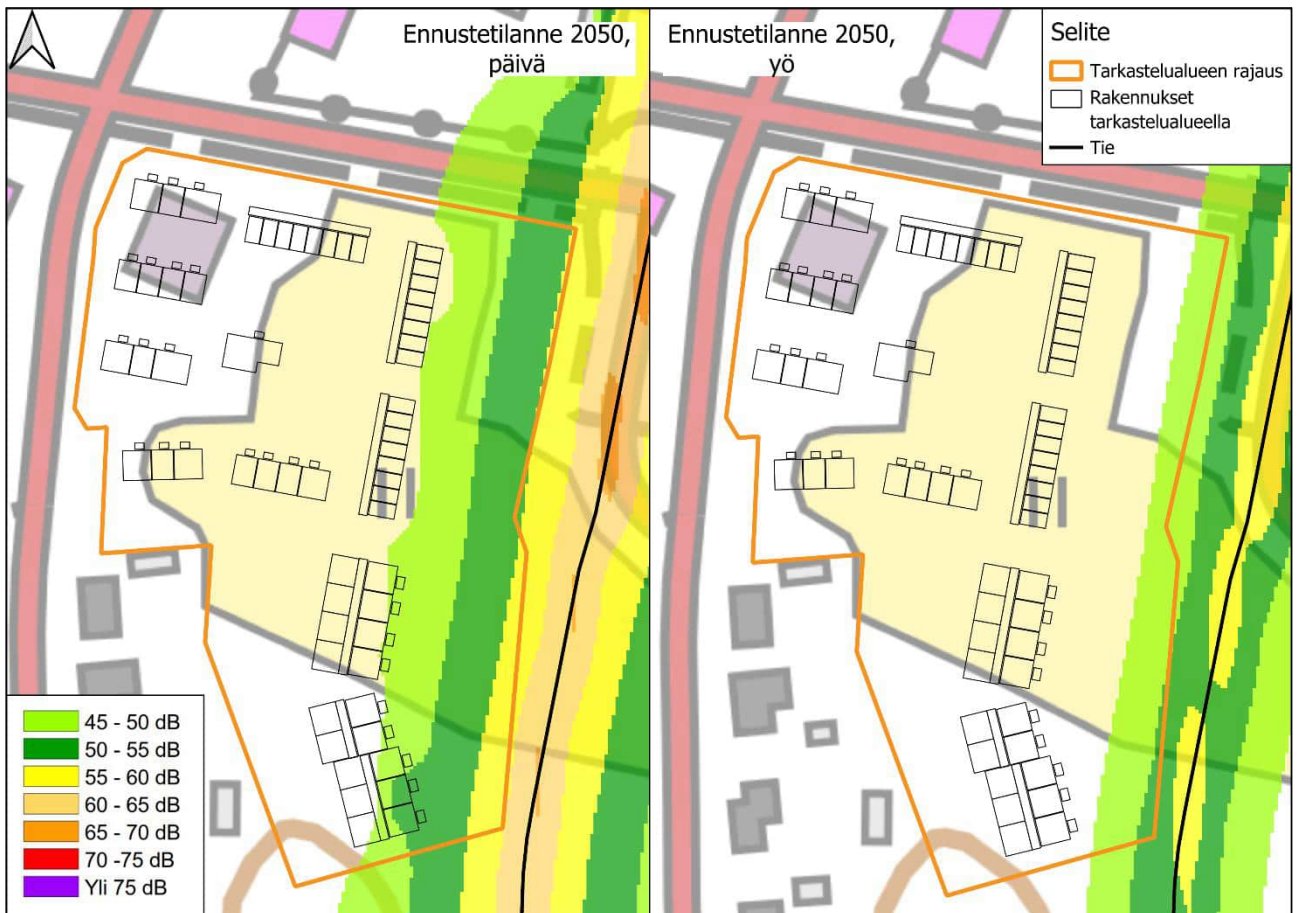 Ennustetilanne 2050,
päivä
Ennustetilanne 2050,
yö
Selite
Tarkastelualueen rajaus
Rakennukset
tarkastelualueella
Tie
45 - 50 dB
50 - 55 dB
55 - 60 dB
60 - 65 dB
65 - 70 dB
70 -75 dB
Yli 75 dB